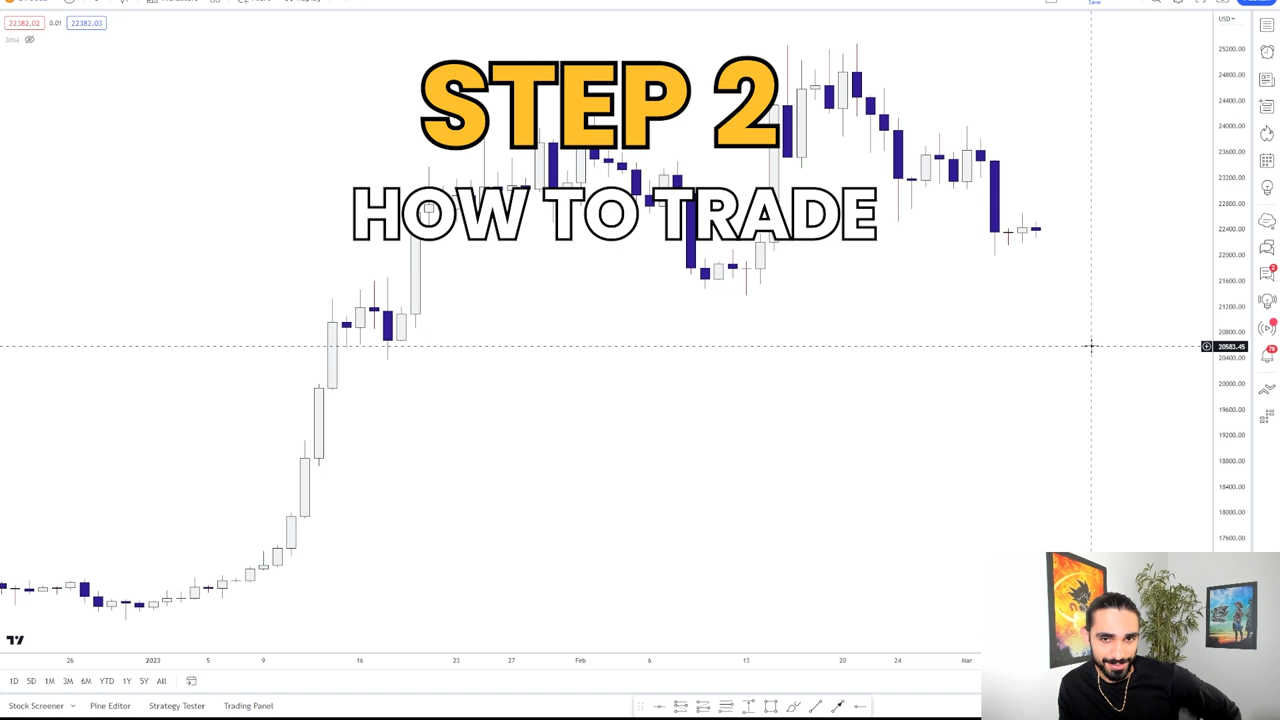 USD
22382.02 0.01 22382.03
3msa
STEP 2
HOW TO TRADE
25200.00
24800.00
24400.00
24000.00
23600.00
23200.00
22800.00
22400.00
22000.00
21600.00
21200.00
20800.00
20583.45
20400.00
20000.00
19600.00
19200.00
18800.00
18400.00
18000.00
17600.00
26 2023 5 9 16 23 27 Feb 6 13 20 24 Mar
1D 5D 1M 3M 6M YTD 1Y 5Y All
Stock Screener Pine Editor Strategy Tester Trading Panel